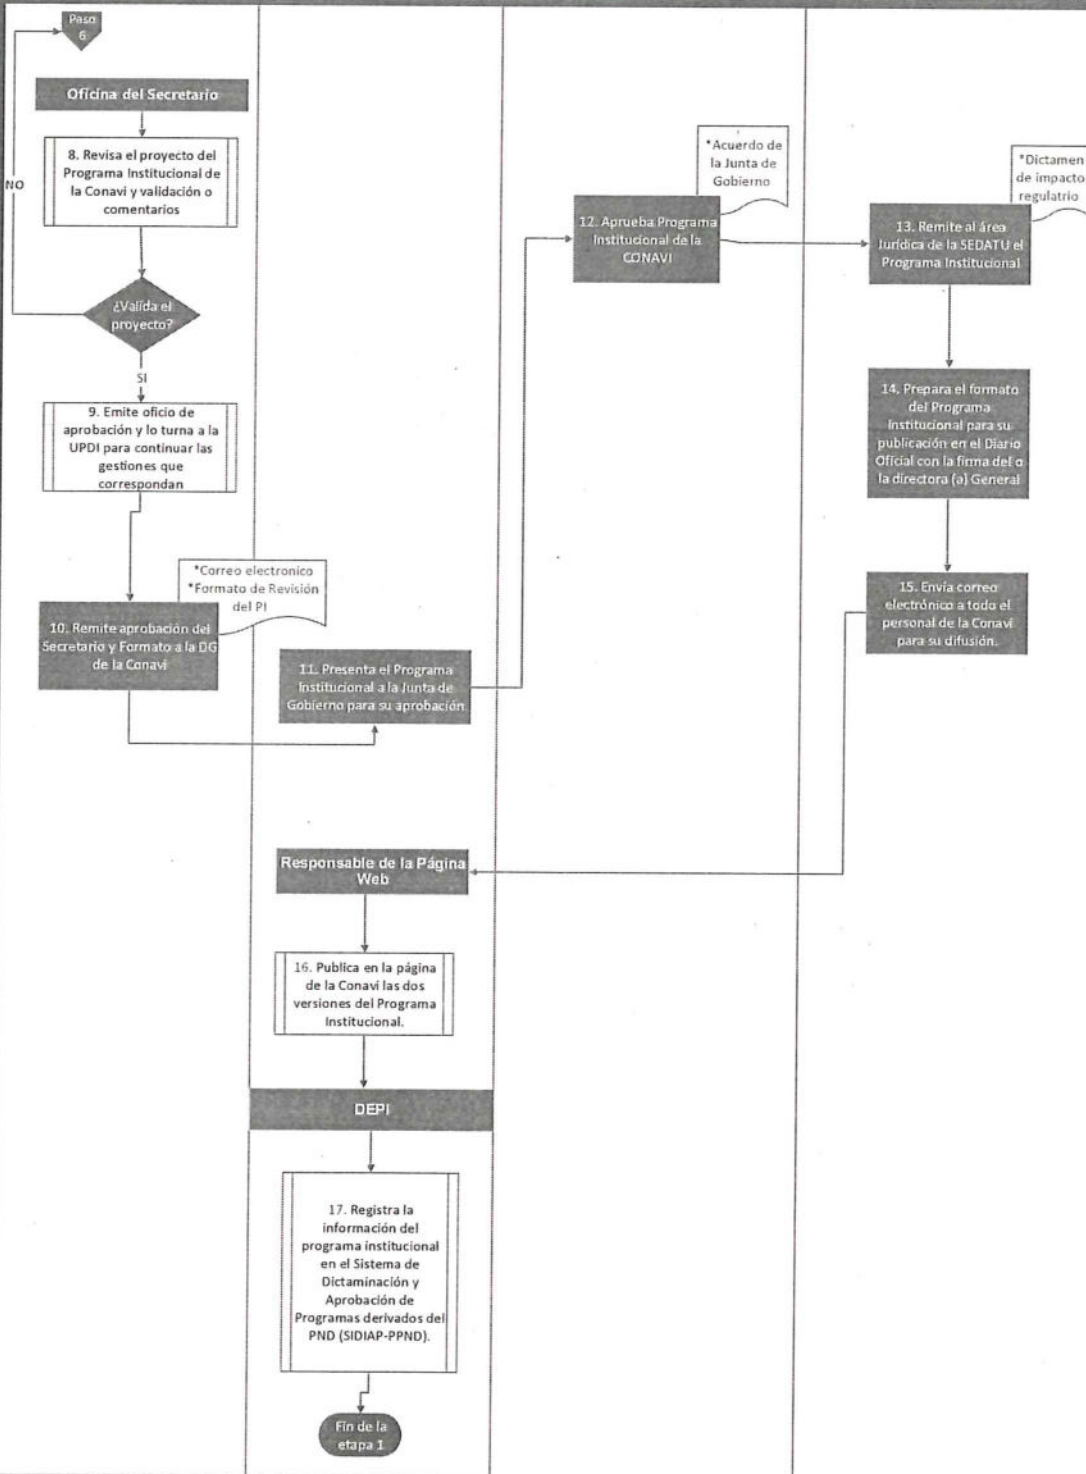 Paso
6
Oficina del Secretario
8. Revisa el proyecto del
Programa Institucional de
la Conavi y validación o
comentarios
NO
¿Valida el
proyecto?
SI
9. Emite oficio de
aprobación y lo turna a la
UPDI para continuar las
gestiones que
correspondan
*Correo electronico
*Formato de Revisión
del PI
10. Remite aprobación del
Secretario y Formato a la DG
de la Conavi
11. Presenta el Programa
Institucional a la Junta de
Gobierno para su aprobación
*Acuerdo de
la Junta de
Gobierno
12. Aprueba Programa
Institucional de la
CONAVI
*Dictamen
de impacto
regulatrio
13. Remite al área
Jurídica de la SEDATU el
Programa Institucional
14. Prepara el formato
del Programa
Institucional para su
publicación en el Diario
Oficial con la firma del o
la directora (a) General
15. Envía correo
electrónico a todo el
personal de la Conavi
para su difusión.
Responsable de la Página
Web
16. Publica en la página
de la Conavi las dos
versiones del Programa
Institucional.
DEPI
17. Registra la
información del
programa institucional
en el Sistema de
Dictaminación y
Aprobación de
Programas derivados del
PND (SIDIAP-PPND).
Fin de la
etapa 1